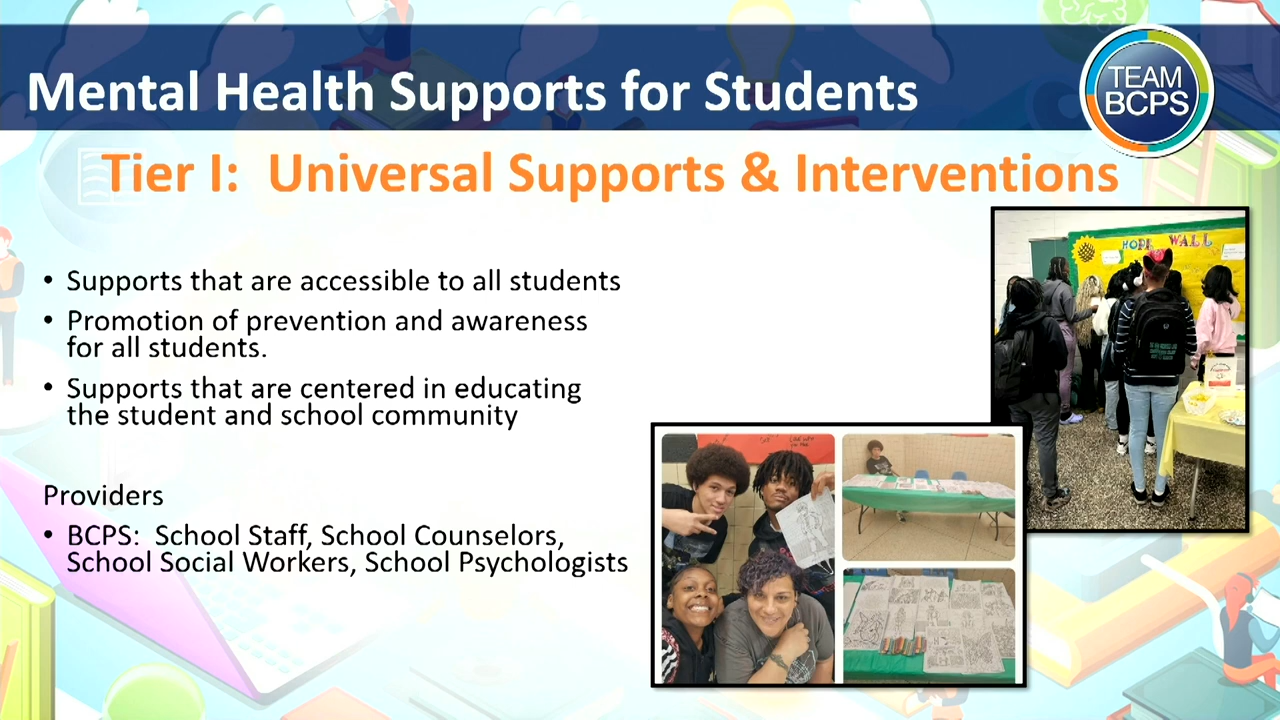 Mental Health Supports for Students
TEAM
BCPS
Tier I: Universal Supports & Interventions
• Supports that are accessible to all students
• Promotion of prevention and awareness
for all students.
• Supports that are centered in educating
the student and school community
Providers
• BCPS: School Staff, School Counselors,
School Social Workers, School Psychologists
HOPE WALL